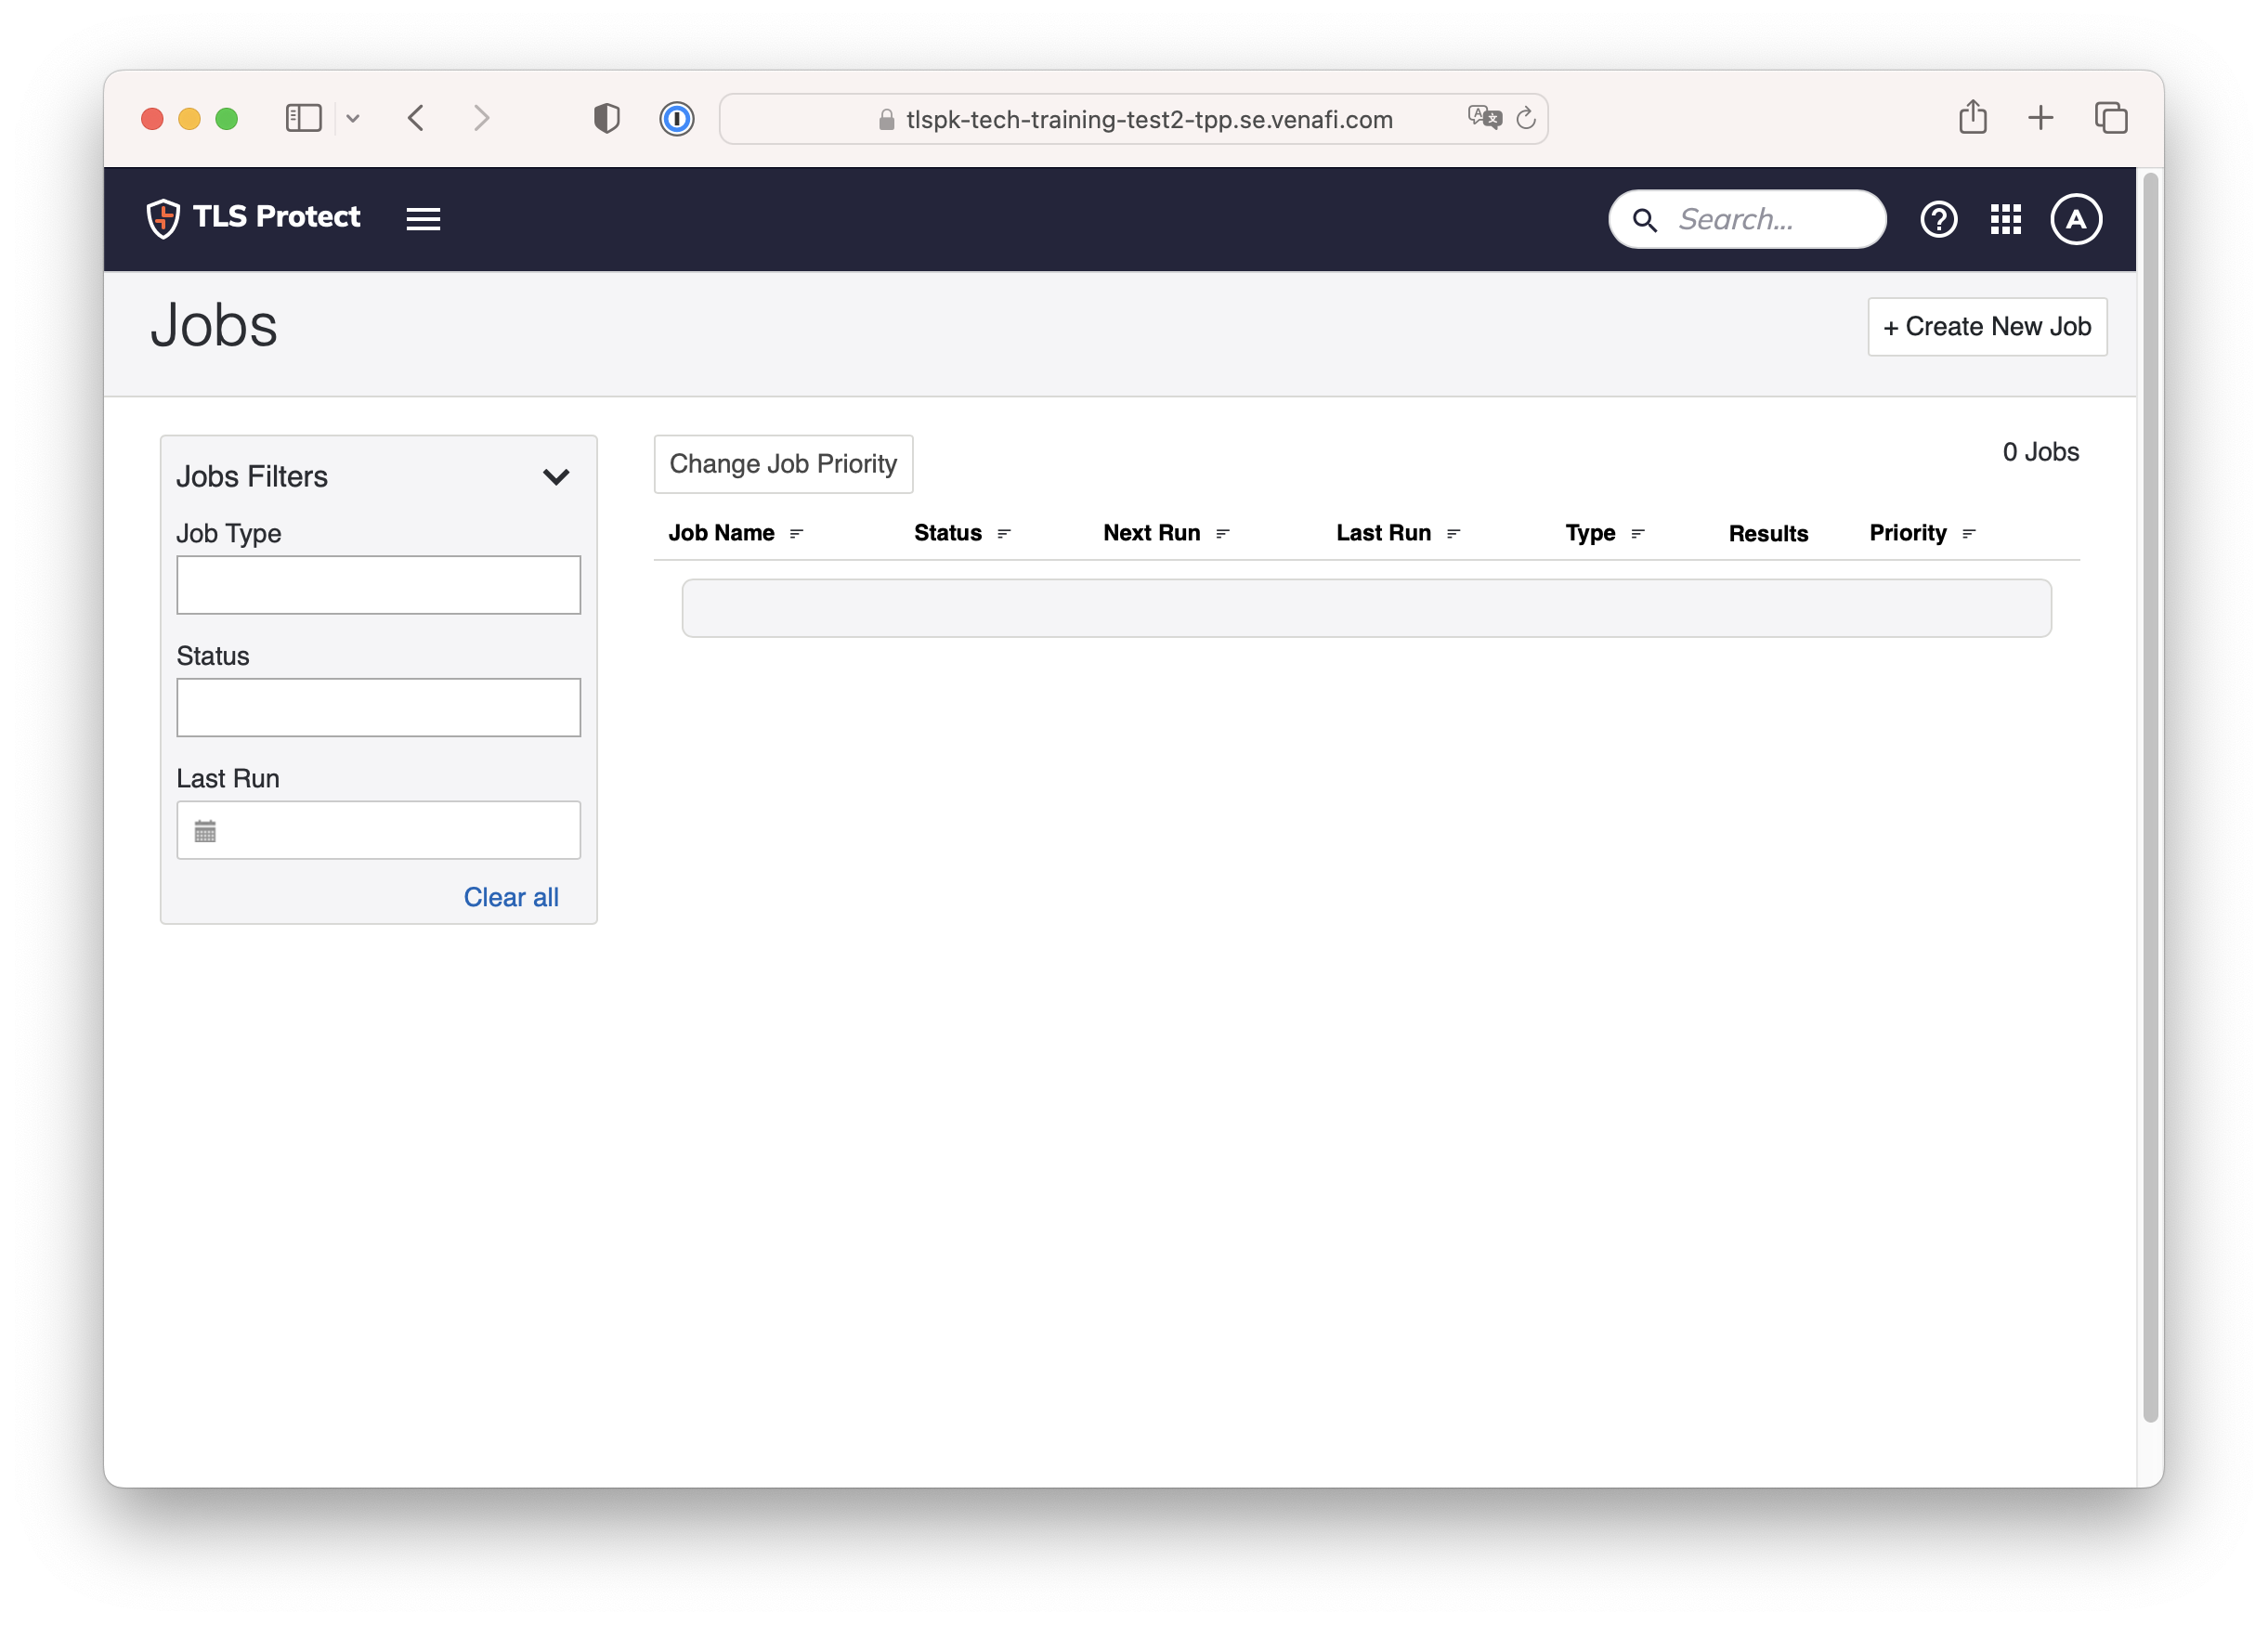 tlspk-tech-training-test2-tpp.se.venafi.com
TLS Protect
Search...
A
Jobs
+ Create New Job
Jobs Filters
Job Type
Status
Last Run
Clear all
Change Job Priority
0 Jobs
Job Name Status Next Run Last Run Type Results Priority